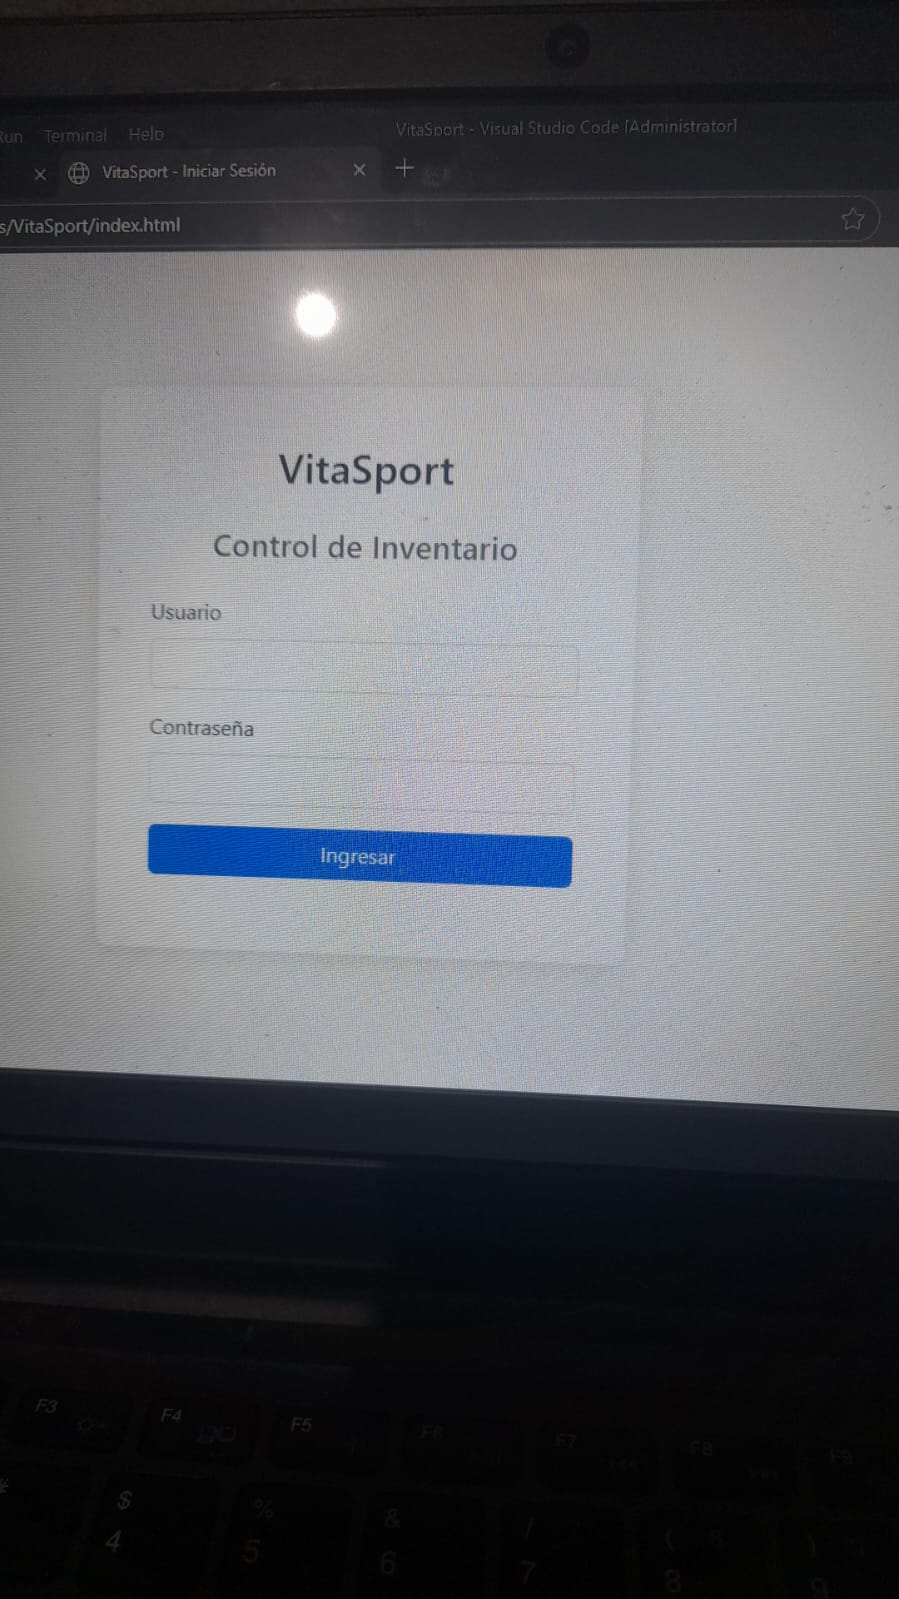 Run Terminal Help
VitaSport - Visual Studio Code [Administrator]
VitaSport - Iniciar Sesión
s/VitaSport/index.html
VitaSport
Control de Inventario
Usuario
Contraseña
Ingresar
F3 F4 F5 F6 F7 F8 F9
$ % & / ( )
4 5 6 7 8 9